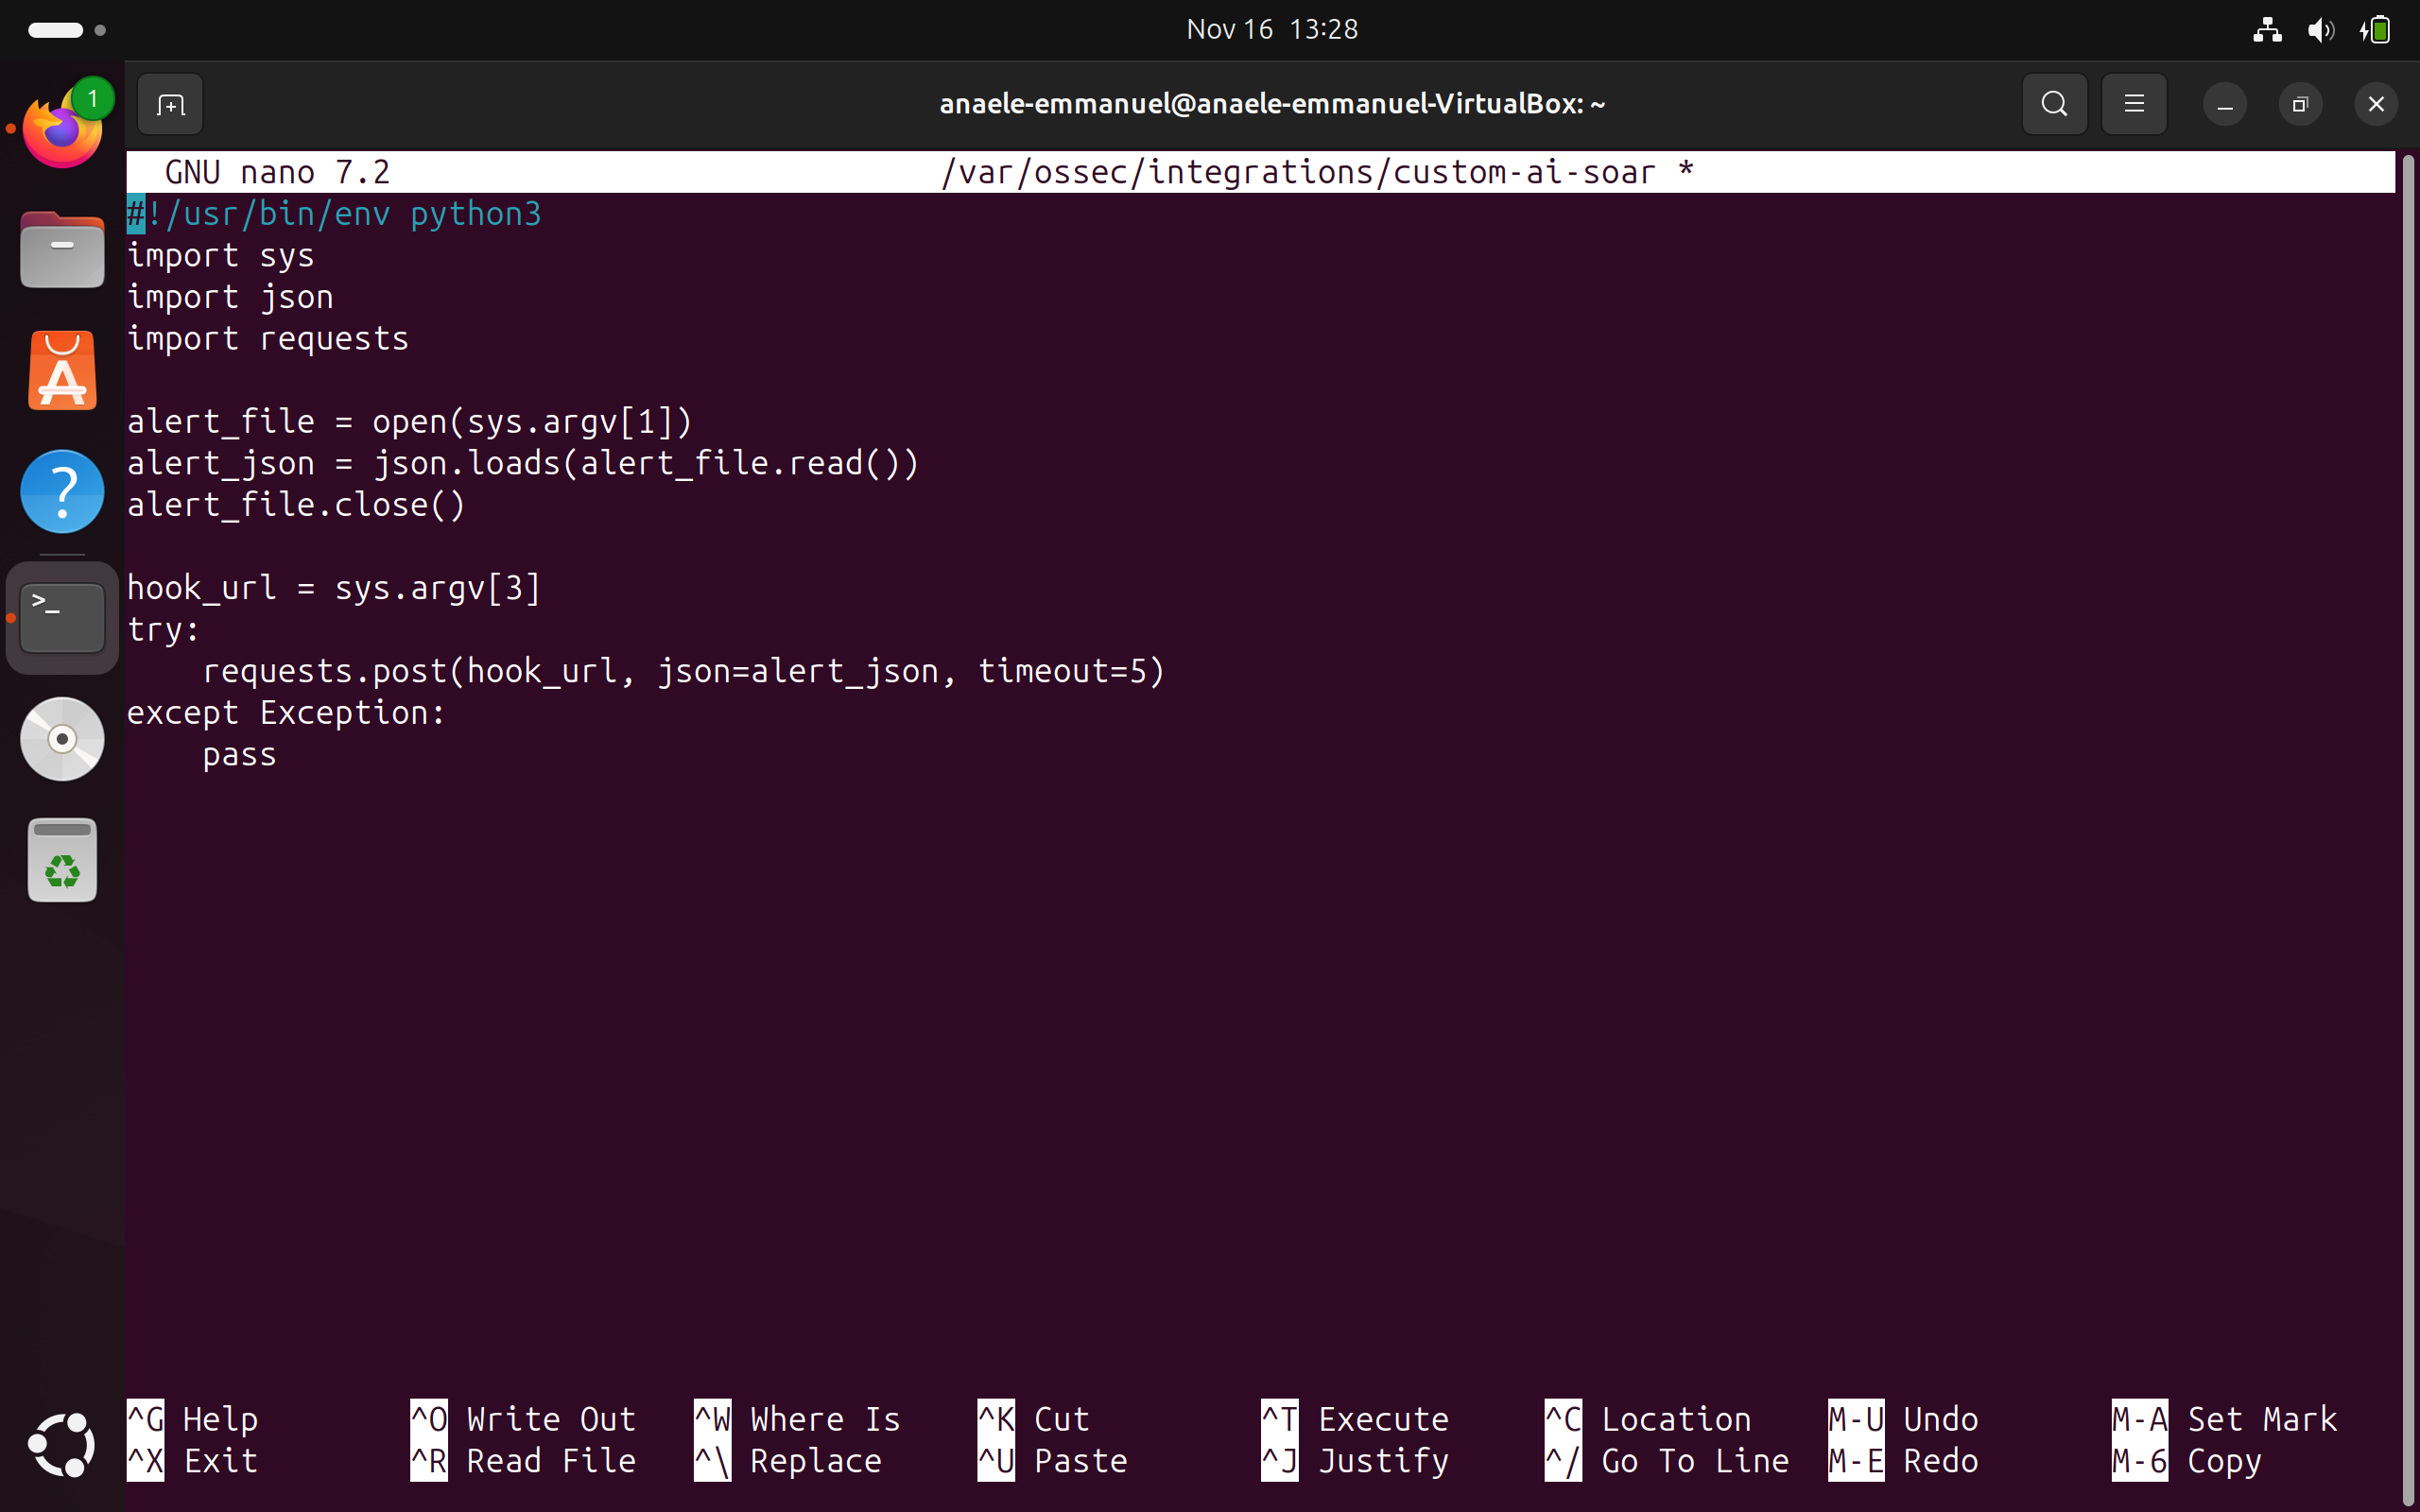 Nov 16 13:28
1
anaele-emmanuel@anaele-emmanuel-VirtualBox: ~
GNU nano 7.2 /var/ossec/integrations/custom-ai-soar *
#!/usr/bin/env python3
import sys
import json
import requests
alert_file = open(sys.argv[1])
alert_json = json.loads(alert_file.read())
alert_file.close()
hook_url = sys.argv[3]
try:
    requests.post(hook_url, json=alert_json, timeout=5)
except Exception:
    pass
^G Help ^O Write Out ^W Where Is ^K Cut ^T Execute ^C Location M-U Undo M-A Set Mark
^X Exit ^R Read File ^\ Replace ^U Paste ^J Justify ^/ Go To Line M-E Redo M-6 Copy